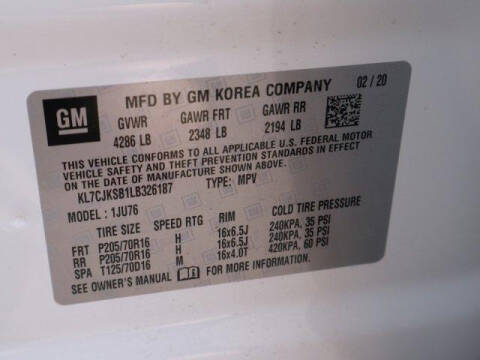 GM
MFD BY GM KOREA COMPANY 02 / 20
GVWR GAWR FRT GAWR RR
4286 LB 2348 LB 2194 LB
THIS VEHICLE CONFORMS TO ALL APPLICABLE U.S. FEDERAL MOTOR
VEHICLE SAFETY AND THEFT PREVENTION STANDARDS IN EFFECT ON
THE DATE OF MANUFACTURE SHOWN ABOVE.
KL7CJKSB1LB326187 TYPE: MPV
MODEL : 1JU76
TIRE SIZE SPEED RTG RIM COLD TIRE PRESSURE
FRT P205/70R16 H 16x6.5J 240KPA, 35 PSI
RR P205/70R16 H 16x6.5J 240KPA, 35 PSI
SPA T125/70D16 M 16x4.0T 420KPA, 60 PSI
SEE OWNER'S MANUAL FOR MORE INFORMATION